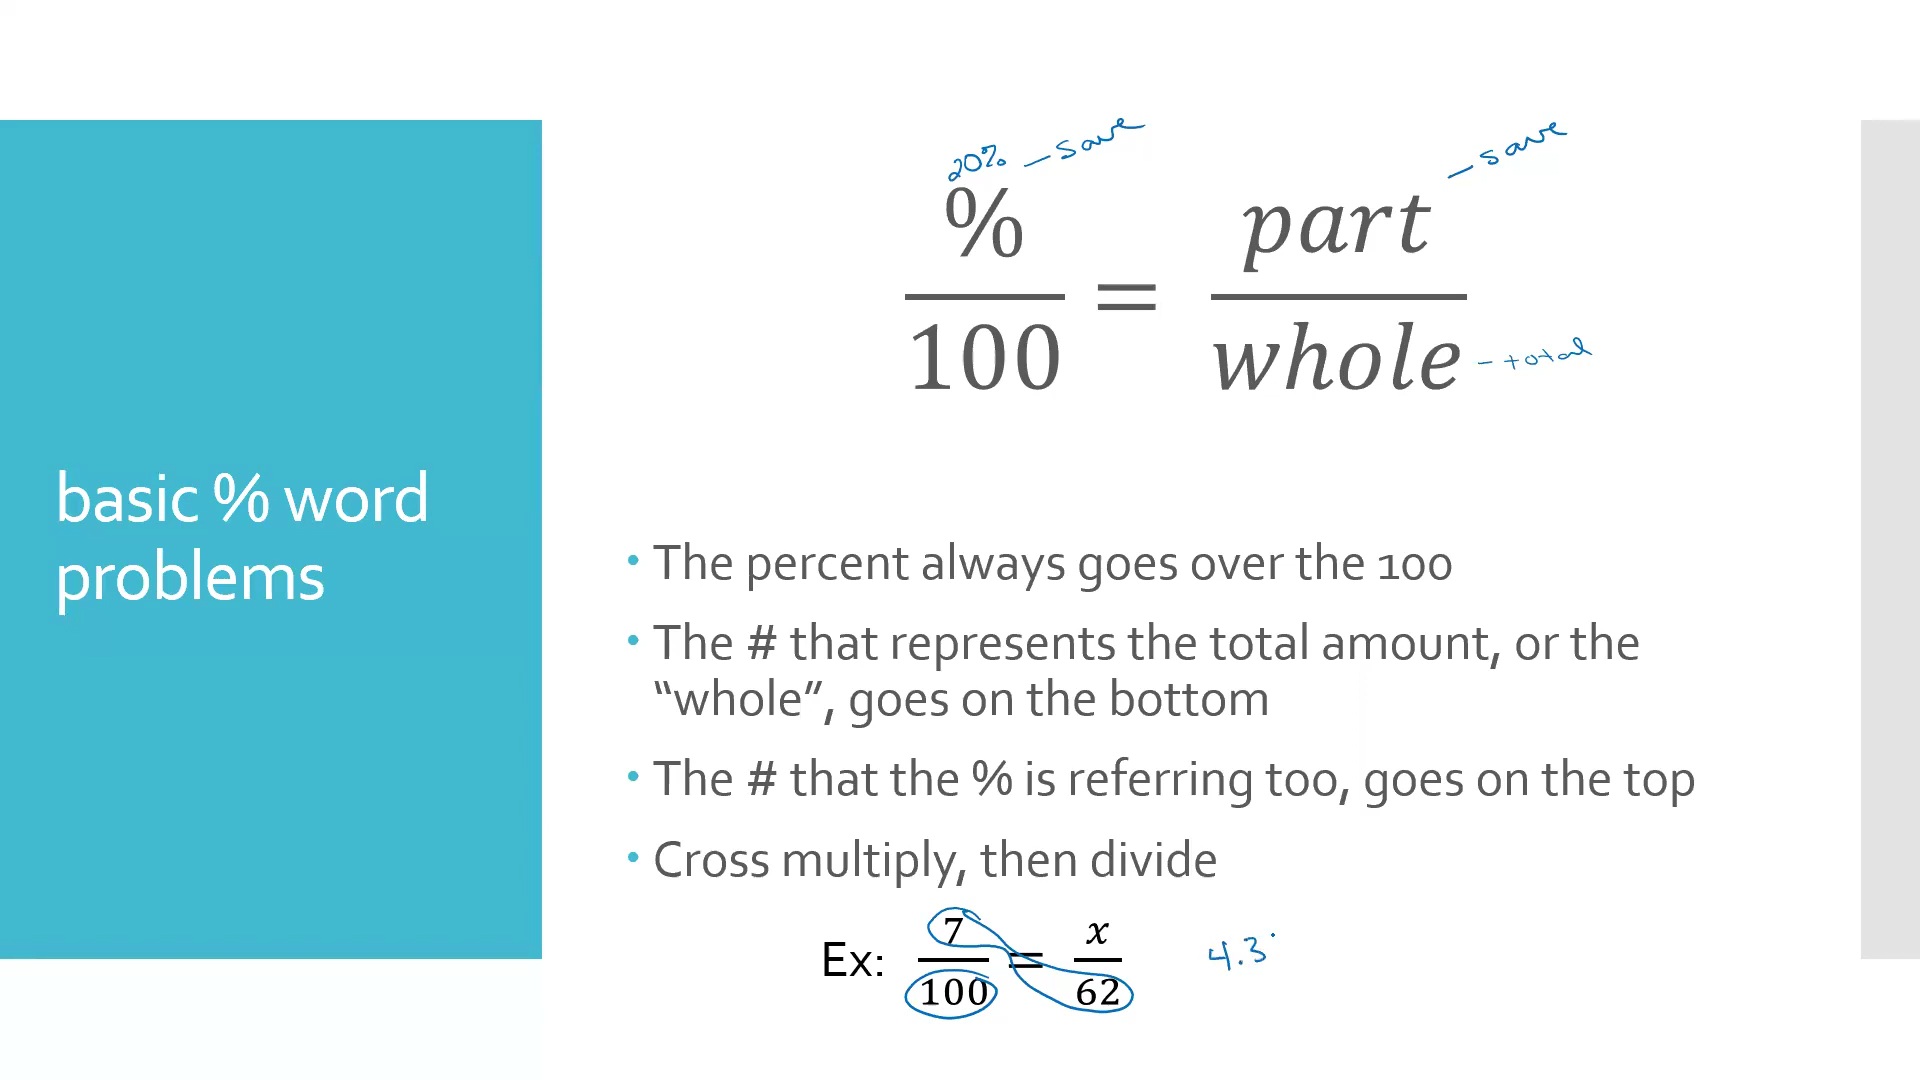 basic % word
problems
20% – save
– save
% / 100 = part / whole
– total
• The percent always goes over the 100
• The # that represents the total amount, or the
“whole”, goes on the bottom
• The # that the % is referring too, goes on the top
• Cross multiply, then divide
Ex: 7 / 100 = x / 62
4.3